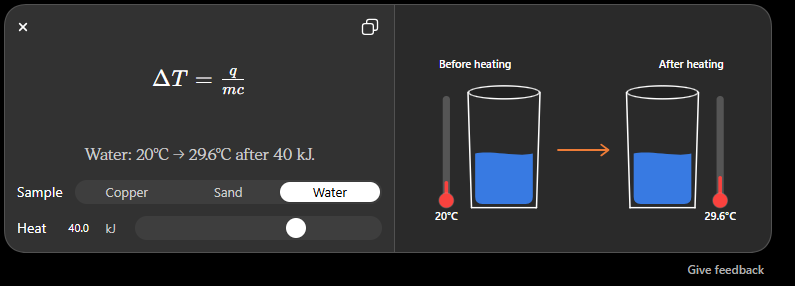 ΔT = q/mc
Water: 20°C → 29.6°C after 40 kJ.
Sample Copper Sand Water
Heat 40.0 kJ
Before heating After heating
20°C 29.6°C
Give feedback